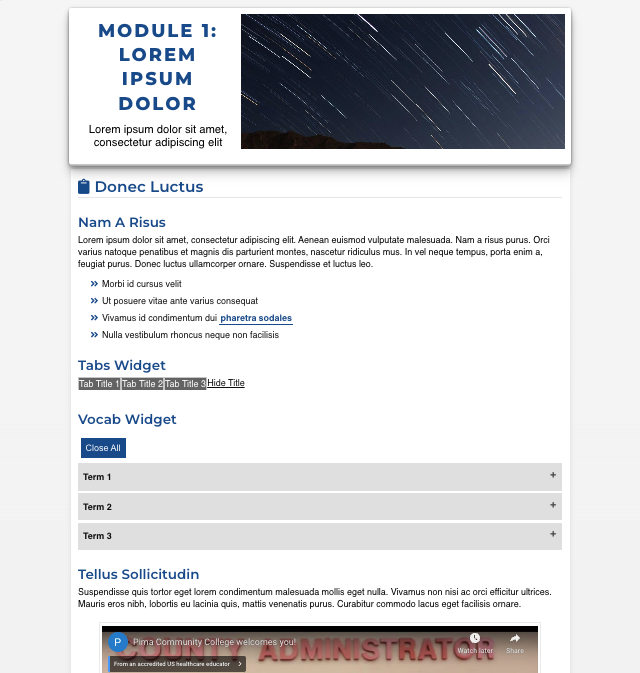 MODULE 1:
LOREM
IPSUM
DOLOR
Lorem ipsum dolor sit amet,
consectetur adipiscing elit
Donec Luctus
Nam A Risus
Lorem ipsum dolor sit amet, consectetur adipiscing elit. Aenean euismod vulputate malesuada. Nam a risus purus. Orci
varius natoque penatibus et magnis dis parturient montes, nascetur ridiculus mus. In vel neque tempus, porta enim a,
feugiat purus. Donec luctus ullamcorper ornare. Suspendisse et luctus leo.
Morbi id cursus velit
Ut posuere vitae ante varius consequat
Vivamus id condimentum dui pharetra sodales
Nulla vestibulum rhoncus neque non facilisis
Tabs Widget
Tab Title 1 Tab Title 2 Tab Title 3 Hide Title
Vocab Widget
Close All
Term 1 +
Term 2 +
Term 3 +
Tellus Sollicitudin
Suspendisse quis tortor eget lorem condimentum malesuada mollis eget nulla. Vivamus non nisi ac orci efficitur ultrices.
Mauris eros nibh, lobortis eu lacinia quis, mattis venenatis purus. Curabitur commodo lacus eget facilisis ornare.
P Pima Community College welcomes you!
COUNTY ADMINISTRATOR
Watch later Share
From an accredited US healthcare educator